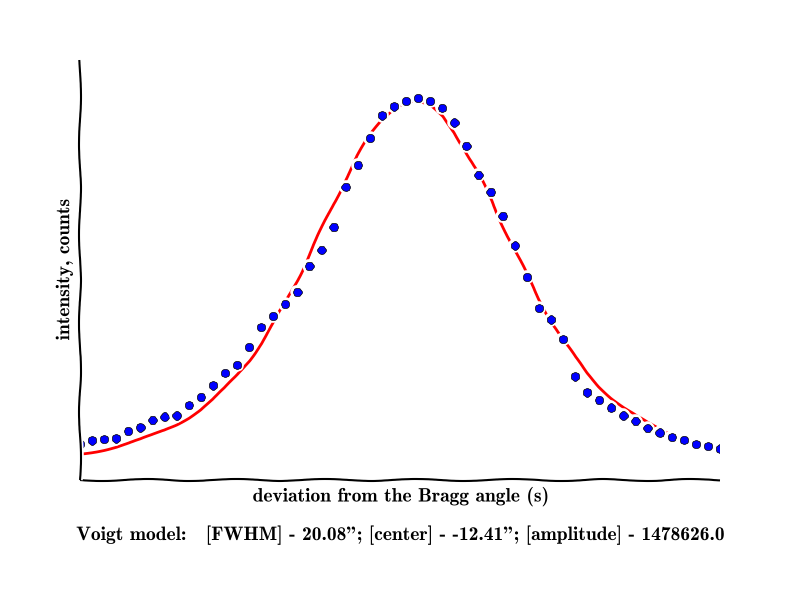 intensity, counts
deviation from the Bragg angle (s)
Voigt model: [FWHM] - 20.08”; [center] - -12.41”; [amplitude] - 1478626.0